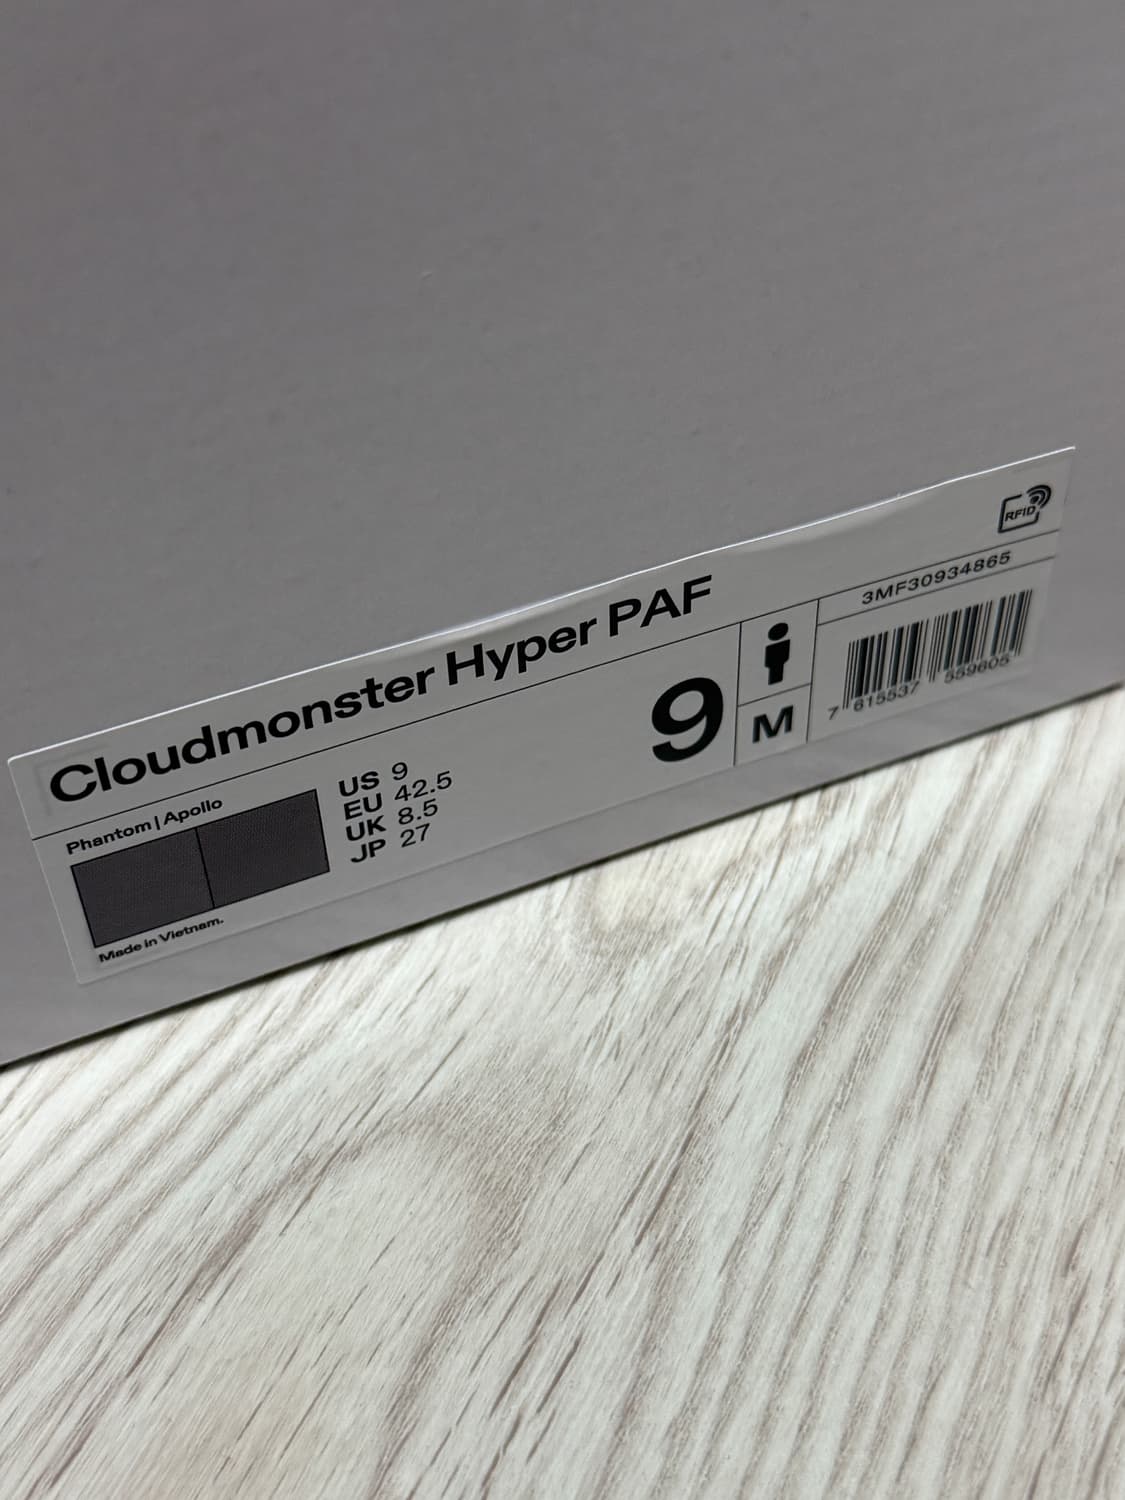 RFID
3MF30934865
Cloudmonster Hyper PAF
Phantom | Apollo
US 9
EU 42.5
UK 8.5
JP 27
9
M
7 615537 559605
Made in Vietnam.